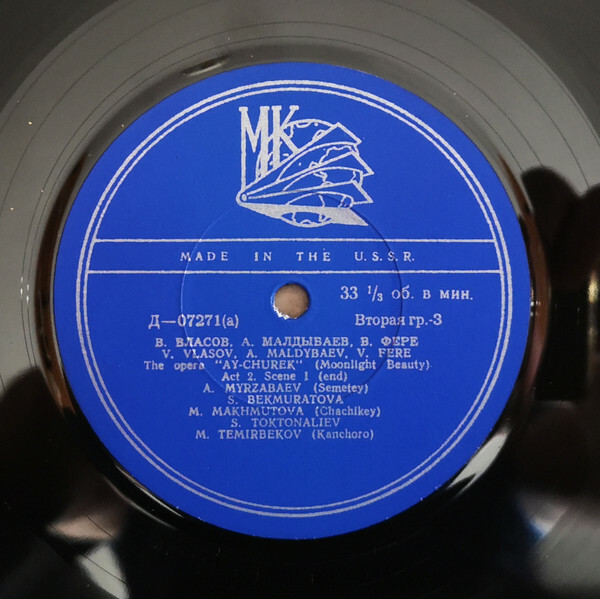 MK
MADE IN THE U.S.S.R.
33 1/3 об. в мин.
Д—07271(а) Вторая гр.-3
В. ВЛАСОВ, А. МАЛДЫБАЕВ, В. ФЕРЕ
V. VLASOV, A. MALDYBAEV, V. FERE
The opera "AY-CHUREK" (Moonlight Beauty)
Act 2. Scene 1 (end)
A. MYRZABAEV (Semetey)
S. BEKMURATOVA
M. MAKHMUTOVA (Chachikey)
S. TOKTONALIEV
M. TEMIRBEKOV (Kanchoro)